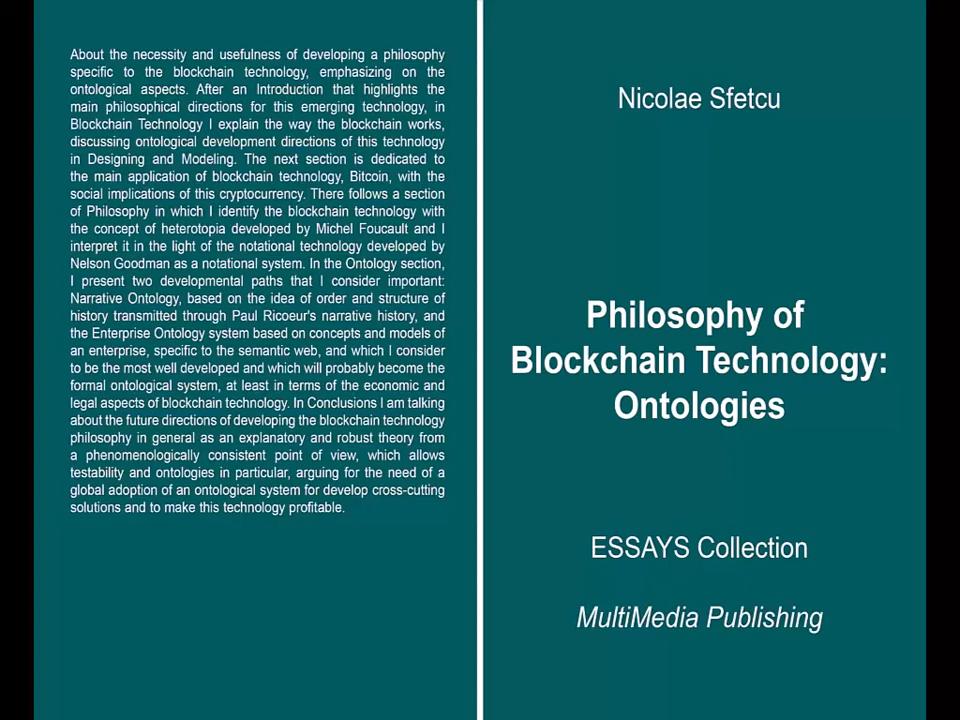 About the necessity and usefulness of developing a philosophy
specific to the blockchain technology, emphasizing on the
ontological aspects. After an Introduction that highlights the
main philosophical directions for this emerging technology, in
Blockchain Technology I explain the way the blockchain works,
discussing ontological development directions of this technology
in Designing and Modeling. The next section is dedicated to
the main application of blockchain technology, Bitcoin, with the
social implications of this cryptocurrency. There follows a section
of Philosophy in which I identify the blockchain technology with
the concept of heterotopia developed by Michel Foucault and I
interpret it in the light of the notational technology developed by
Nelson Goodman as a notational system. In the Ontology section,
I present two developmental paths that I consider important:
Narrative Ontology, based on the idea of order and structure of
history transmitted through Paul Ricoeur's narrative history, and
the Enterprise Ontology system based on concepts and models of
an enterprise, specific to the semantic web, and which I consider
to be the most well developed and which will probably become the
formal ontological system, at least in terms of the economic and
legal aspects of blockchain technology. In Conclusions I am talking
about the future directions of developing the blockchain technology
philosophy in general as an explanatory and robust theory from
a phenomenologically consistent point of view, which allows
testability and ontologies in particular, arguing for the need of a
global adoption of an ontological system for develop cross-cutting
solutions and to make this technology profitable.
Nicolae Sfetcu
Philosophy of
Blockchain Technology:
Ontologies
ESSAYS Collection
MultiMedia Publishing